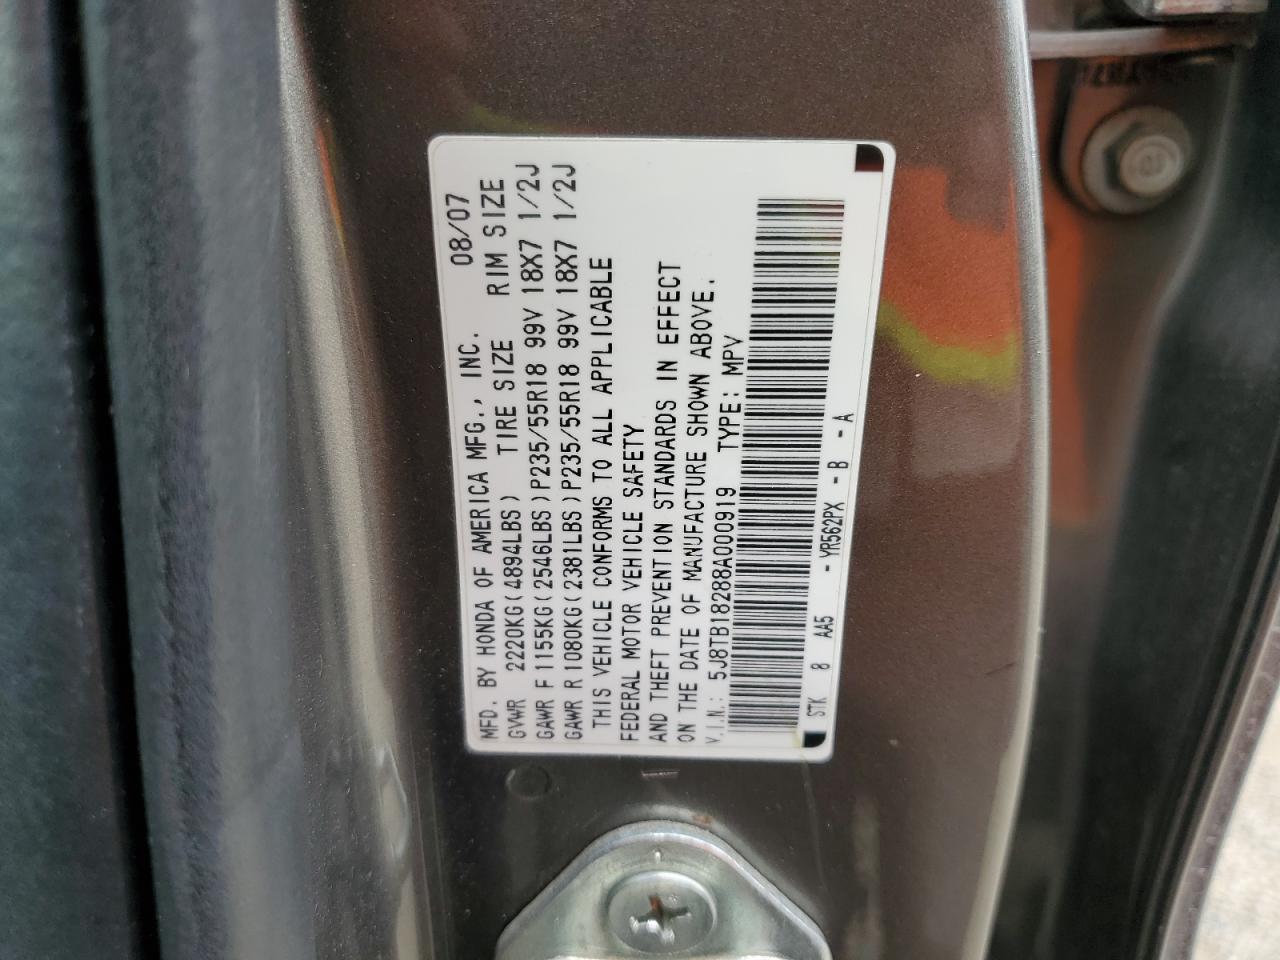 MFD. BY HONDA OF AMERICA MFG., INC. 08/07
GVWR 2220KG(4894LBS) TIRE SIZE RIM SIZE
GAWR F 1155KG(2546LBS)P235/55R18 99V 18X7 1/2J
GAWR R 1080KG(2381LBS)P235/55R18 99V 18X7 1/2J
THIS VEHICLE CONFORMS TO ALL APPLICABLE
FEDERAL MOTOR VEHICLE SAFETY
AND THEFT PREVENTION STANDARDS IN EFFECT
ON THE DATE OF MANUFACTURE SHOWN ABOVE.
V.I.N.: 5J8TB18288A000919 TYPE: MPV
STK 8 AA5 - YR562PX - B - A